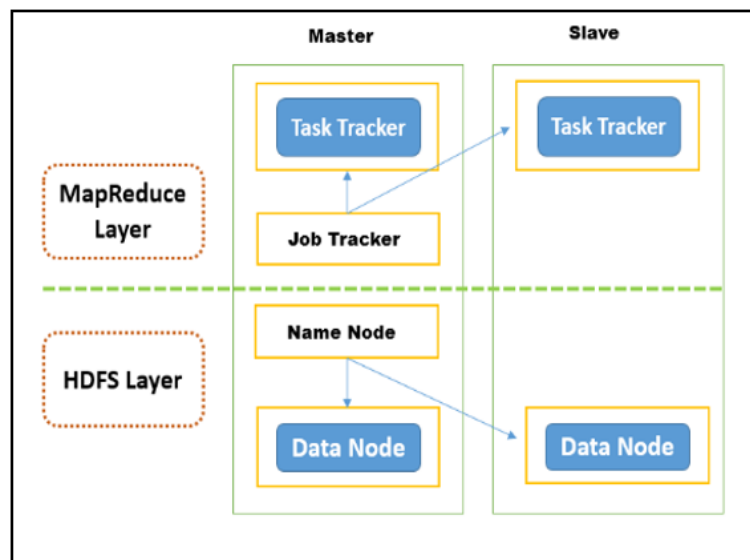 Master
Slave
Task Tracker
Task Tracker
MapReduce
Layer
Job Tracker
Name Node
HDFS Layer
Data Node
Data Node